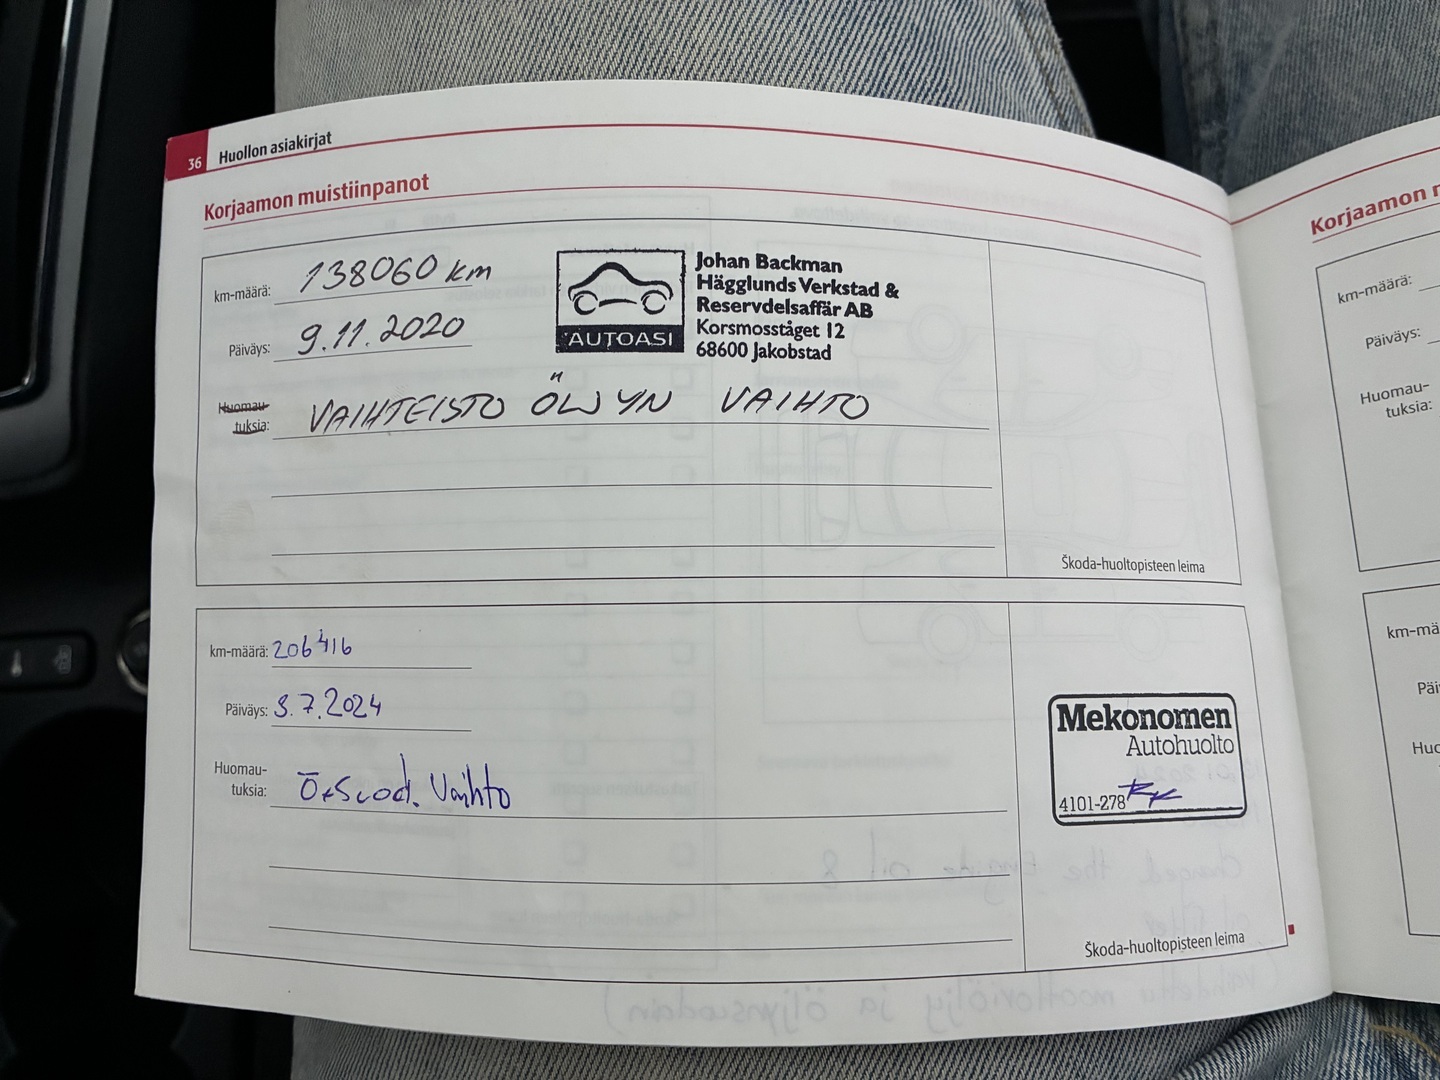 36 Huollon asiakirjat
Korjaamon muistiinpanot
km-määrä: 138060 km
Päiväys: 9.11.2020
AUTOASI
Johan Backman
Hägglunds Verkstad &
Reservdelsaffär AB
Korsmosståget 12
68600 Jakobstad
Huomau-
tuksia: VAIHTEISTO ÖLJYN VAIHTO
Škoda-huoltopisteen leima
km-määrä: 206416
Päiväys: 3.7.2024
Huomau-
tuksia: Ö+Suod. Vaihto
Mekonomen
Autohuolto
4101-278
Škoda-huoltopisteen leima
Korjaamon
km-määrä:
Päiväys:
Huomau-
tuksia: